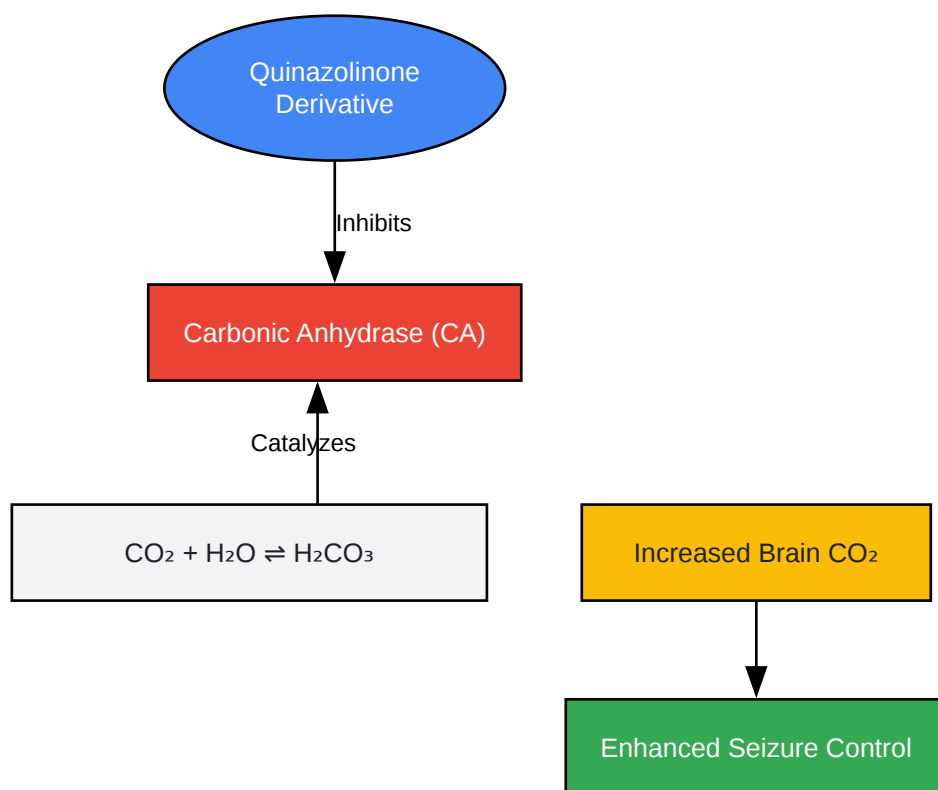 Quinazolinone
Derivative
Inhibits
Carbonic Anhydrase (CA)
Catalyzes
CO₂ + H₂O ⇌ H₂CO₃
Increased Brain CO₂
Enhanced Seizure Control